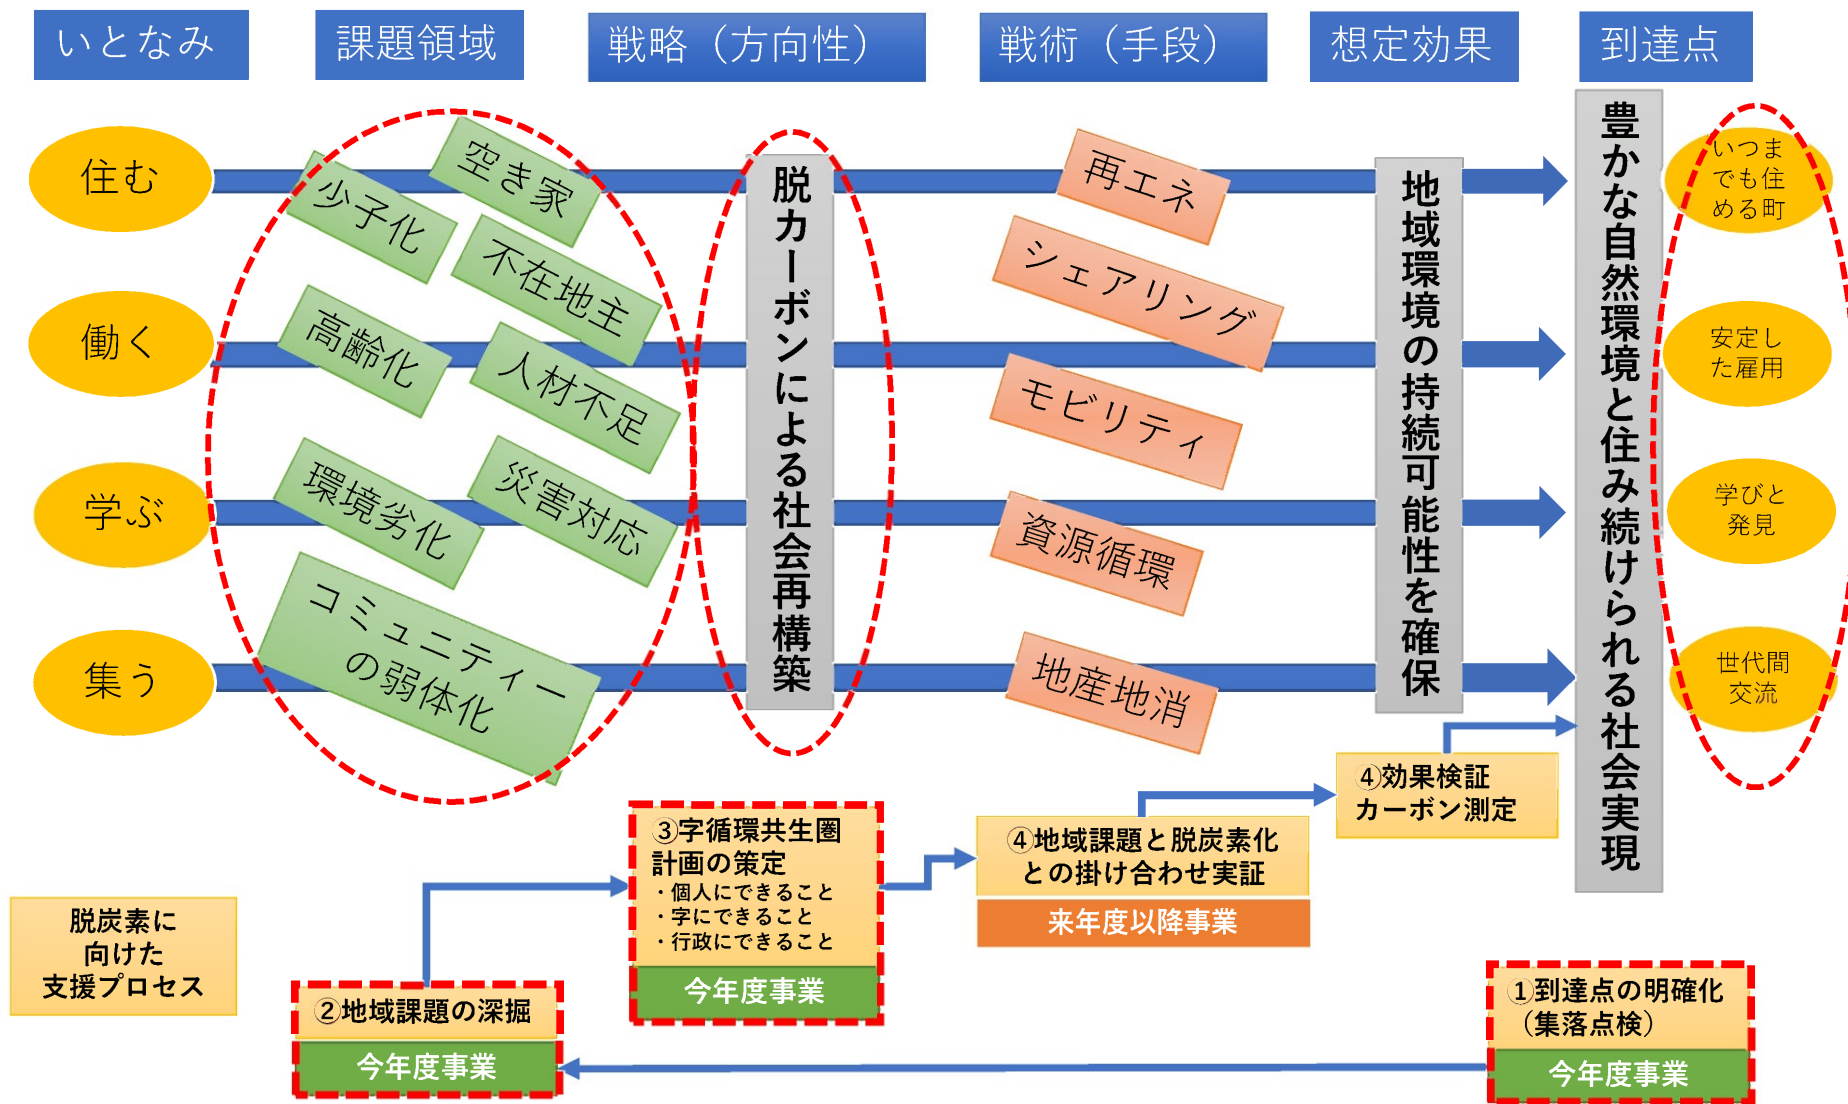 いとなみ
課題領域
戦略（方向性）
戦術（手段）
想定効果
到達点
住む
働く
学ぶ
集う
空き家
少子化
不在地主
高齢化
人材不足
環境劣化
災害対応
コミュニティー
の弱体化
脱カーボンによる社会再構築
再エネ
シェアリング
モビリティ
資源循環
地産地消
地域環境の持続可能性を確保
豊かな自然環境と住み続けられる社会実現
いつま
でも住
める町
安定し
た雇用
学びと
発見
世代間
交流
脱炭素に
向けた
支援プロセス
②地域課題の深掘
今年度事業
③字循環共生圏
計画の策定
・個人にできること
・字にできること
・行政にできること
今年度事業
④地域課題と脱炭素化
との掛け合わせ実証
来年度以降事業
④効果検証
カーボン測定
①到達点の明確化
（集落点検）
今年度事業